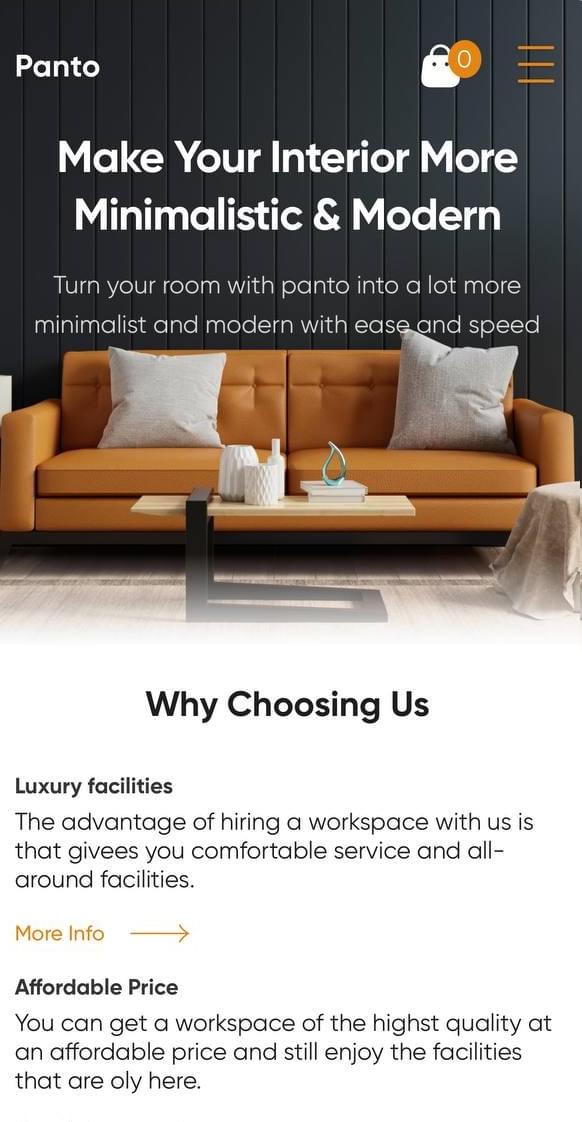 Panto
0
Make Your Interior More
Minimalistic & Modern
Turn your room with panto into a lot more
minimalist and modern with ease and speed
Why Choosing Us
Luxury facilities
The advantage of hiring a workspace with us is
that givees you comfortable service and all-
around facilities.
More Info
Affordable Price
You can get a workspace of the highst quality at
an affordable price and still enjoy the facilities
that are oly here.